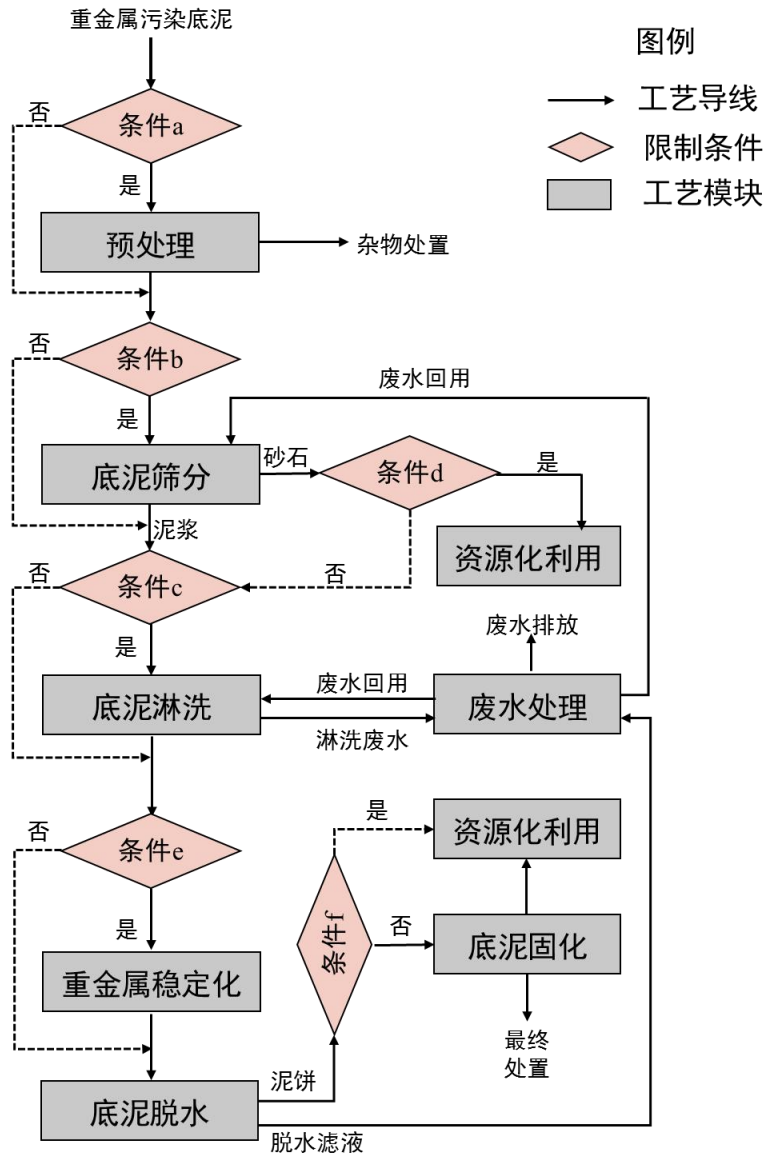 重金属污染底泥
图例
工艺导线
限制条件
工艺模块
否
条件a
是
预处理
杂物处置
否
条件b
是
废水回用
底泥筛分
砂石
条件d
是
泥浆
资源化利用
否
条件c
否
是
废水排放
底泥淋洗
废水回用
淋洗废水
废水处理
否
条件e
是
资源化利用
是
条件f
否
底泥固化
重金属稳定化
最终
处置
底泥脱水
泥饼
脱水滤液